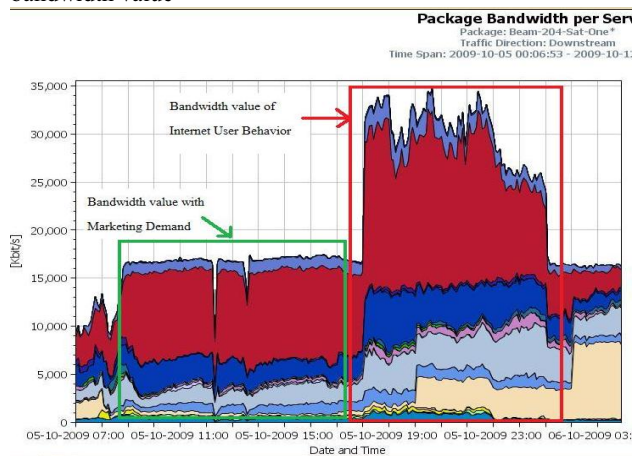 Package Bandwidth per Serv
Package: Beam-204-Sat-One*
Traffic Direction: Downstream
Time Span: 2009-10-05 00:06:53 - 2009-10-12
35,000
30,000
25,000
20,000
15,000
10,000
5,000
0
[Kbit/s]
Bandwidth value of
Internet User Behavior
Bandwidth value with
Marketing Demand
05-10-2009 07:00
05-10-2009 11:00
05-10-2009 15:00
05-10-2009 19:00
05-10-2009 23:00
06-10-2009 03:
Date and Time